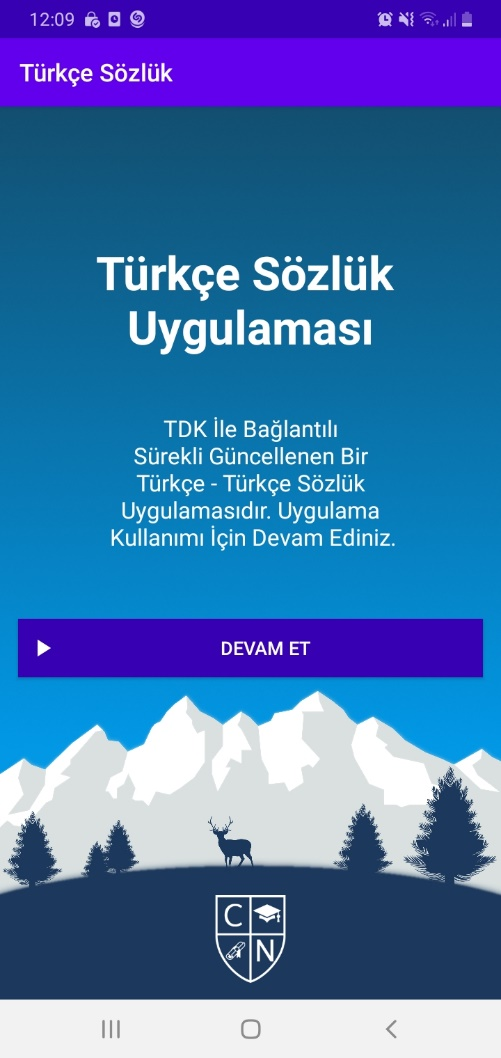 12:09
Türkçe Sözlük
Türkçe Sözlük
Uygulaması
TDK İle Bağlantılı
Sürekli Güncellenen Bir
Türkçe - Türkçe Sözlük
Uygulamasıdır. Uygulama
Kullanımı İçin Devam Ediniz.
DEVAM ET
C
N